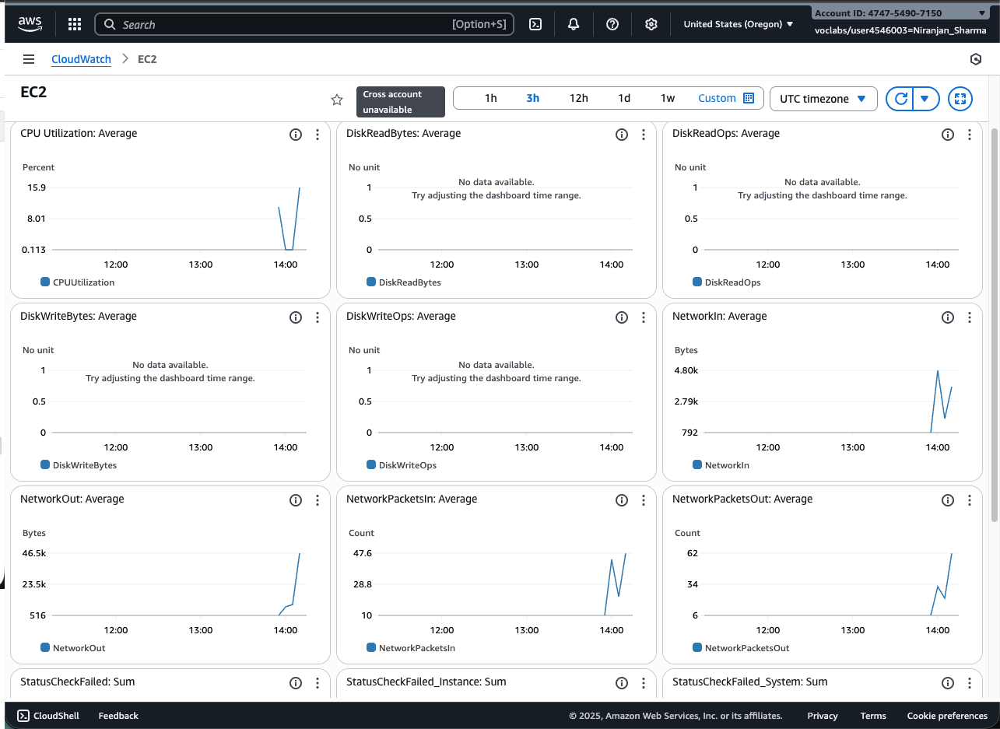 aws
Search
[Option+S]
United States (Oregon)
Account ID: 4747-5490-7150
voclabs/user4546003=Niranjan_Sharma
CloudWatch
EC2
EC2
Cross account
unavailable
1h
3h
12h
1d
1w
Custom
UTC timezone
CPU Utilization: Average
Percent
15.9
8.01
0.113
12:00
13:00
14:00
CPUUtilization
DiskReadBytes: Average
No unit
No data available.
Try adjusting the dashboard time range.
1
0.5
0
12:00
13:00
14:00
DiskReadBytes
DiskReadOps: Average
No unit
No data available.
Try adjusting the dashboard time range.
1
0.5
0
12:00
13:00
14:00
DiskReadOps
DiskWriteBytes: Average
No unit
No data available.
Try adjusting the dashboard time range.
1
0.5
0
12:00
13:00
14:00
DiskWriteBytes
DiskWriteOps: Average
No unit
No data available.
Try adjusting the dashboard time range.
1
0.5
0
12:00
13:00
14:00
DiskWriteOps
NetworkIn: Average
Bytes
4.80k
2.79k
792
12:00
13:00
14:00
NetworkIn
NetworkOut: Average
Bytes
46.5k
23.5k
516
12:00
13:00
14:00
NetworkOut
NetworkPacketsIn: Average
Count
47.6
28.8
10
12:00
13:00
14:00
NetworkPacketsIn
NetworkPacketsOut: Average
Count
62
34
6
12:00
13:00
14:00
NetworkPacketsOut
StatusCheckFailed: Sum
StatusCheckFailed_Instance: Sum
StatusCheckFailed_System: Sum
CloudShell
Feedback
© 2025, Amazon Web Services, Inc. or its affiliates.
Privacy
Terms
Cookie preferences